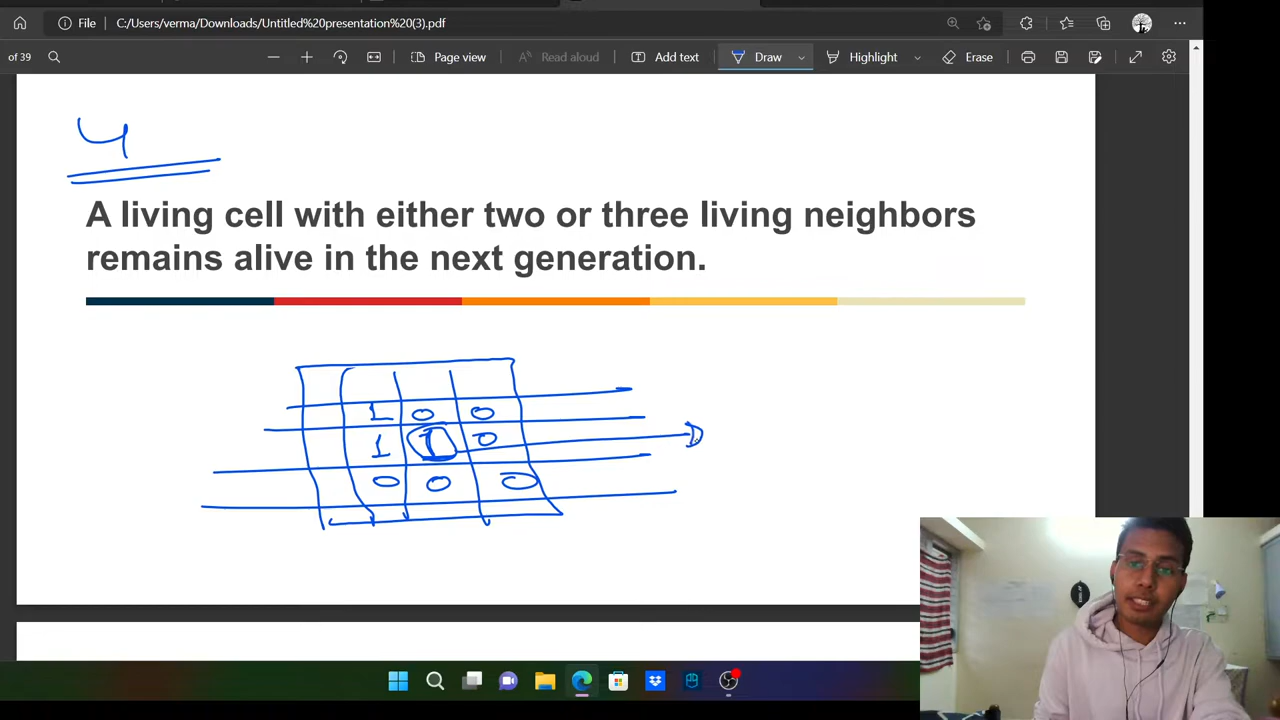 File C:/Users/verma/Downloads/Untitled%20presentation%20(3).pdf
of 39 Page view Read aloud Add text Draw Highlight Erase
4
A living cell with either two or three living neighbors
remains alive in the next generation.
1 0 0
1 1 0
0 0 0